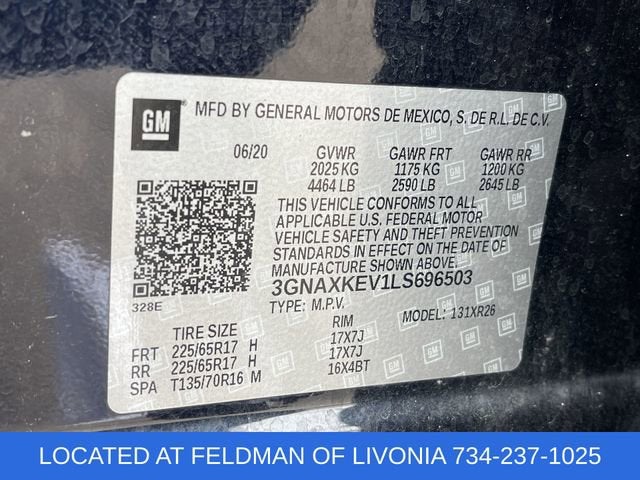 GM MFD BY GENERAL MOTORS DE MEXICO, S. DE R.L. DE C.V.
06/20 GVWR GAWR FRT GAWR RR
2025 KG 1175 KG 1200 KG
4464 LB 2590 LB 2645 LB
THIS VEHICLE CONFORMS TO ALL
APPLICABLE U.S. FEDERAL MOTOR
VEHICLE SAFETY AND THEFT PREVENTION
STANDARDS IN EFFECT ON THE DATE OF
MANUFACTURE SHOWN ABOVE.
3GNAXKEV1LS696503
328E TYPE: M.P.V. MODEL: 131XR26
TIRE SIZE RIM
FRT 225/65R17 H 17X7J
RR 225/65R17 H 17X7J
SPA T135/70R16 M 16X4BT
LOCATED AT FELDMAN OF LIVONIA 734-237-1025